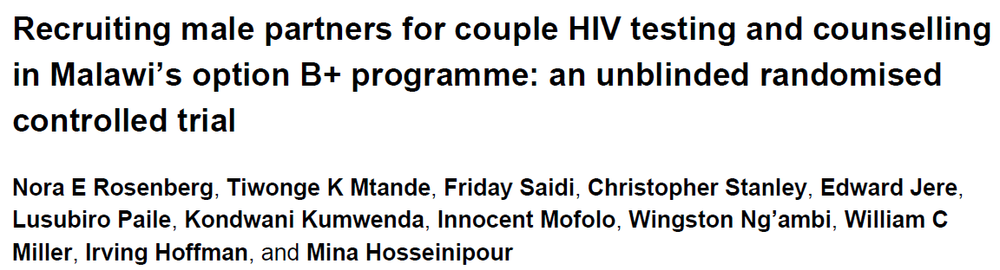 Recruiting male partners for couple HIV testing and counselling
in Malawi’s option B+ programme: an unblinded randomised
controlled trial
Nora E Rosenberg, Tiwonge K Mtande, Friday Saidi, Christopher Stanley, Edward Jere,
Lusubiro Paile, Kondwani Kumwenda, Innocent Mofolo, Wingston Ng’ambi, William C
Miller, Irving Hoffman, and Mina Hosseinipour